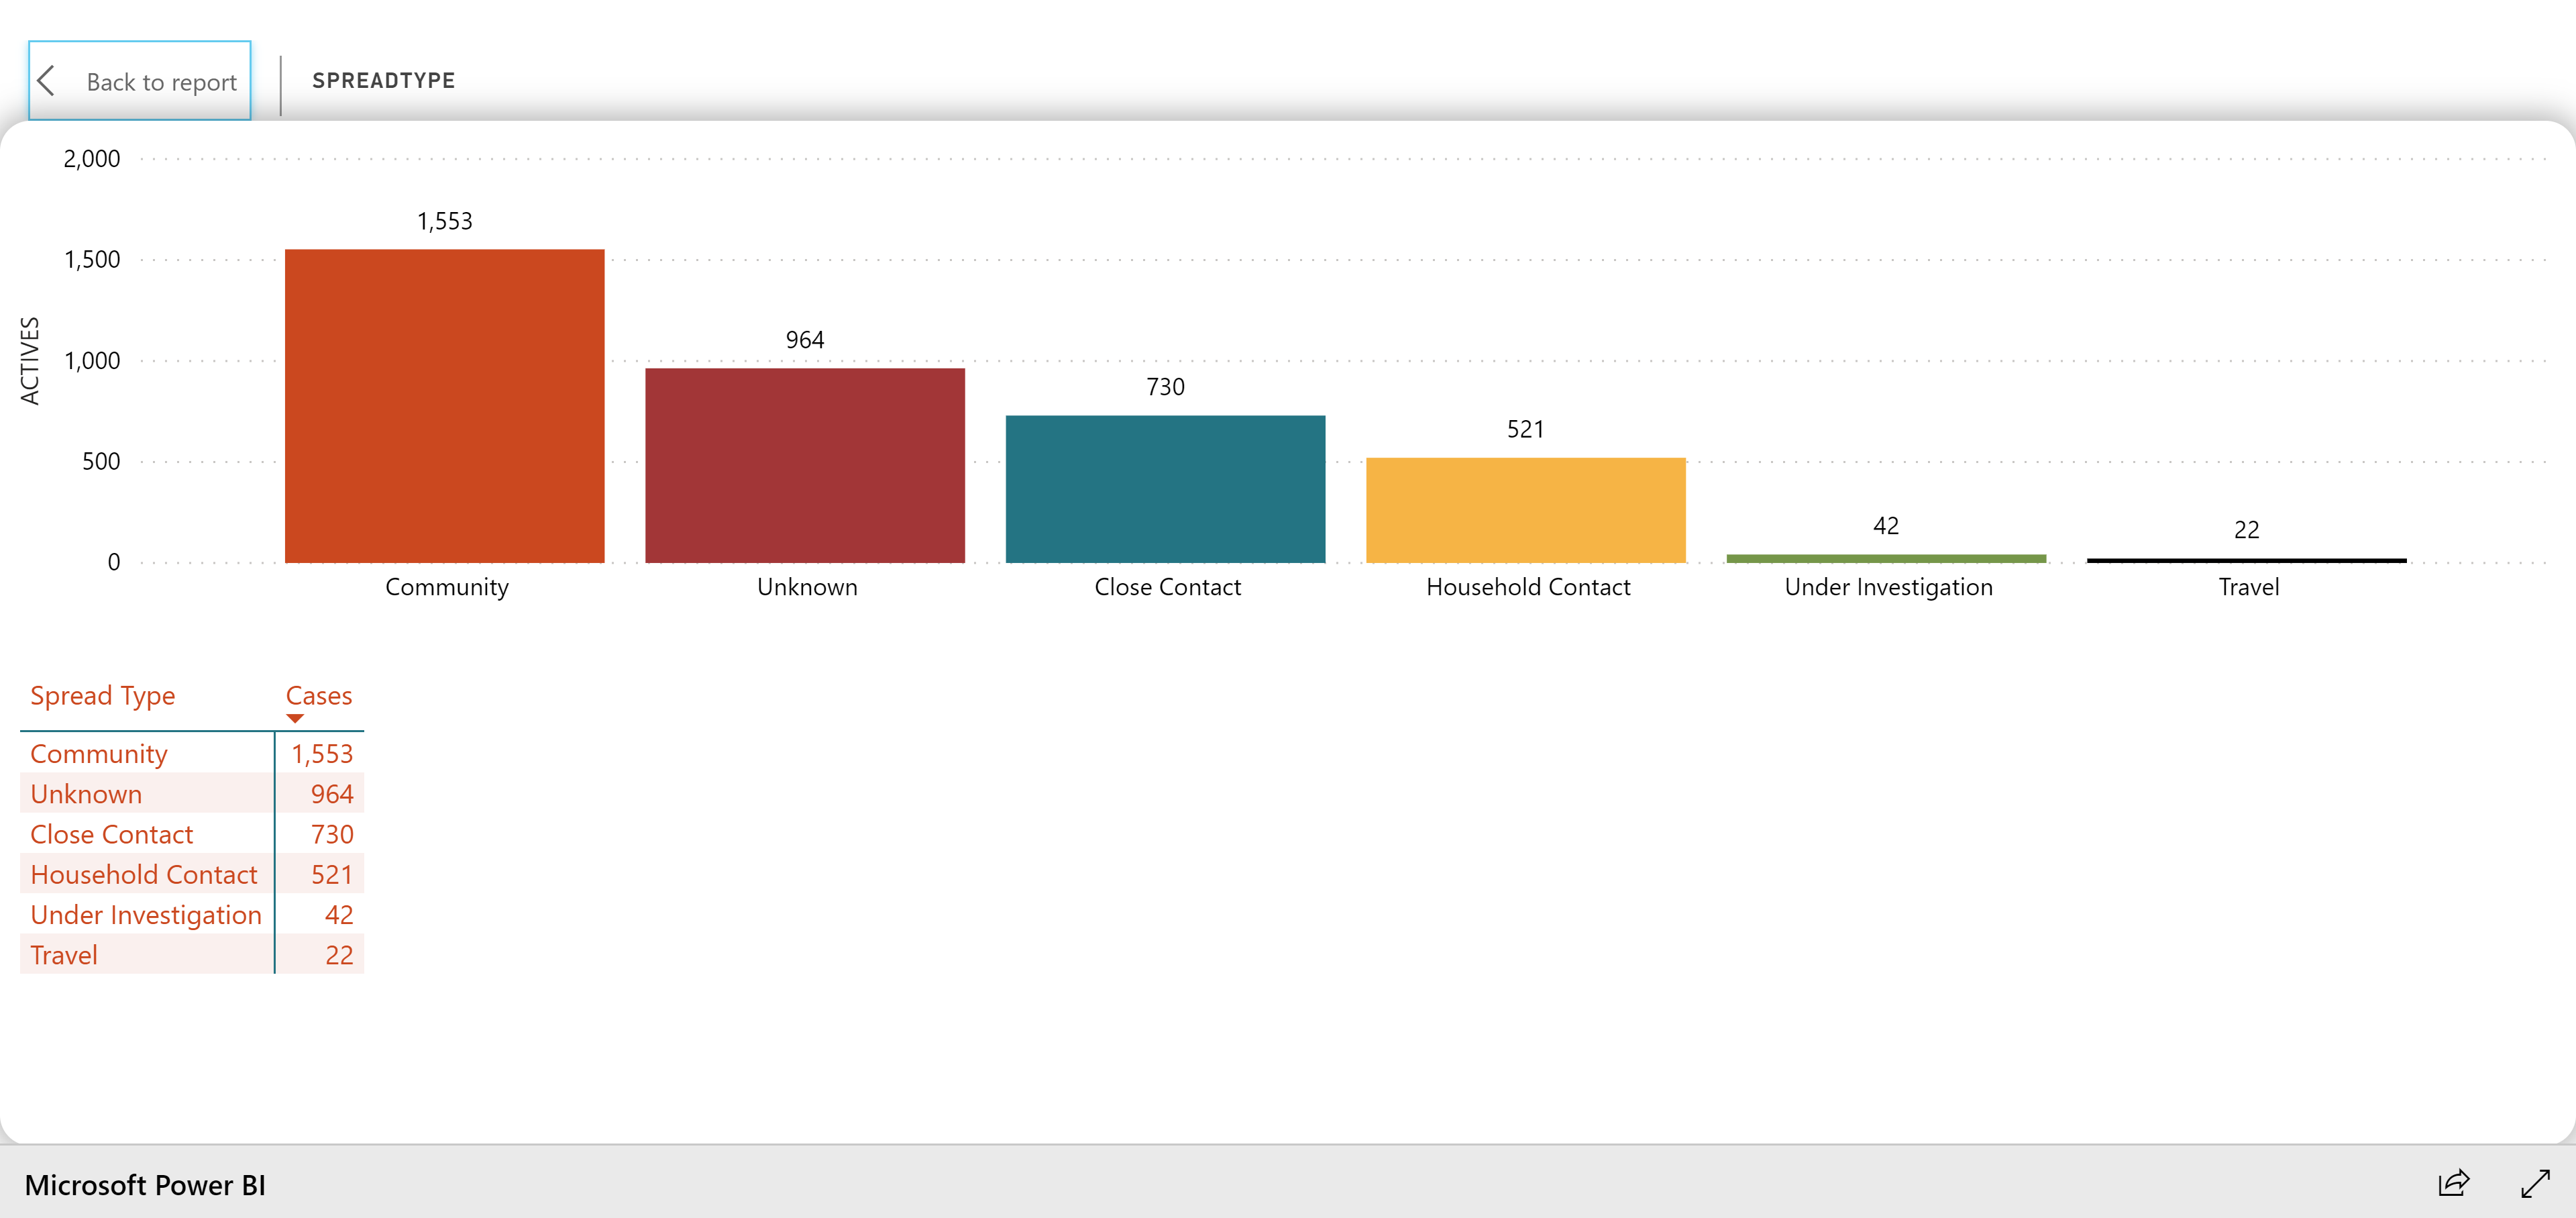 Back to report
SPREADTYPE
2,000
1,553
1,500
964
1,000
730
521
500
42
22
0
ACTIVES
Community Unknown Close Contact Household Contact Under Investigation Travel
Spread Type Cases
Community 1,553
Unknown 964
Close Contact 730
Household Contact 521
Under Investigation 42
Travel 22
Microsoft Power BI